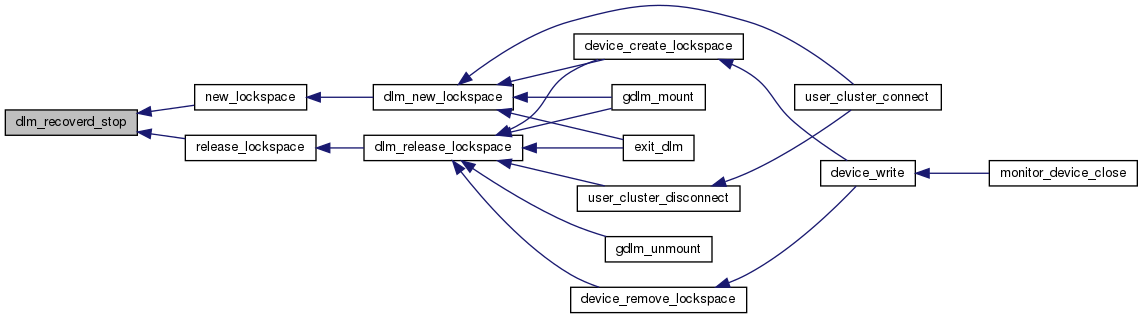 dlm_recoverd_stop
new_lockspace
release_lockspace
dlm_new_lockspace
dlm_release_lockspace
device_create_lockspace
gdlm_mount
exit_dlm
user_cluster_disconnect
gdlm_unmount
device_remove_lockspace
user_cluster_connect
device_write
monitor_device_close